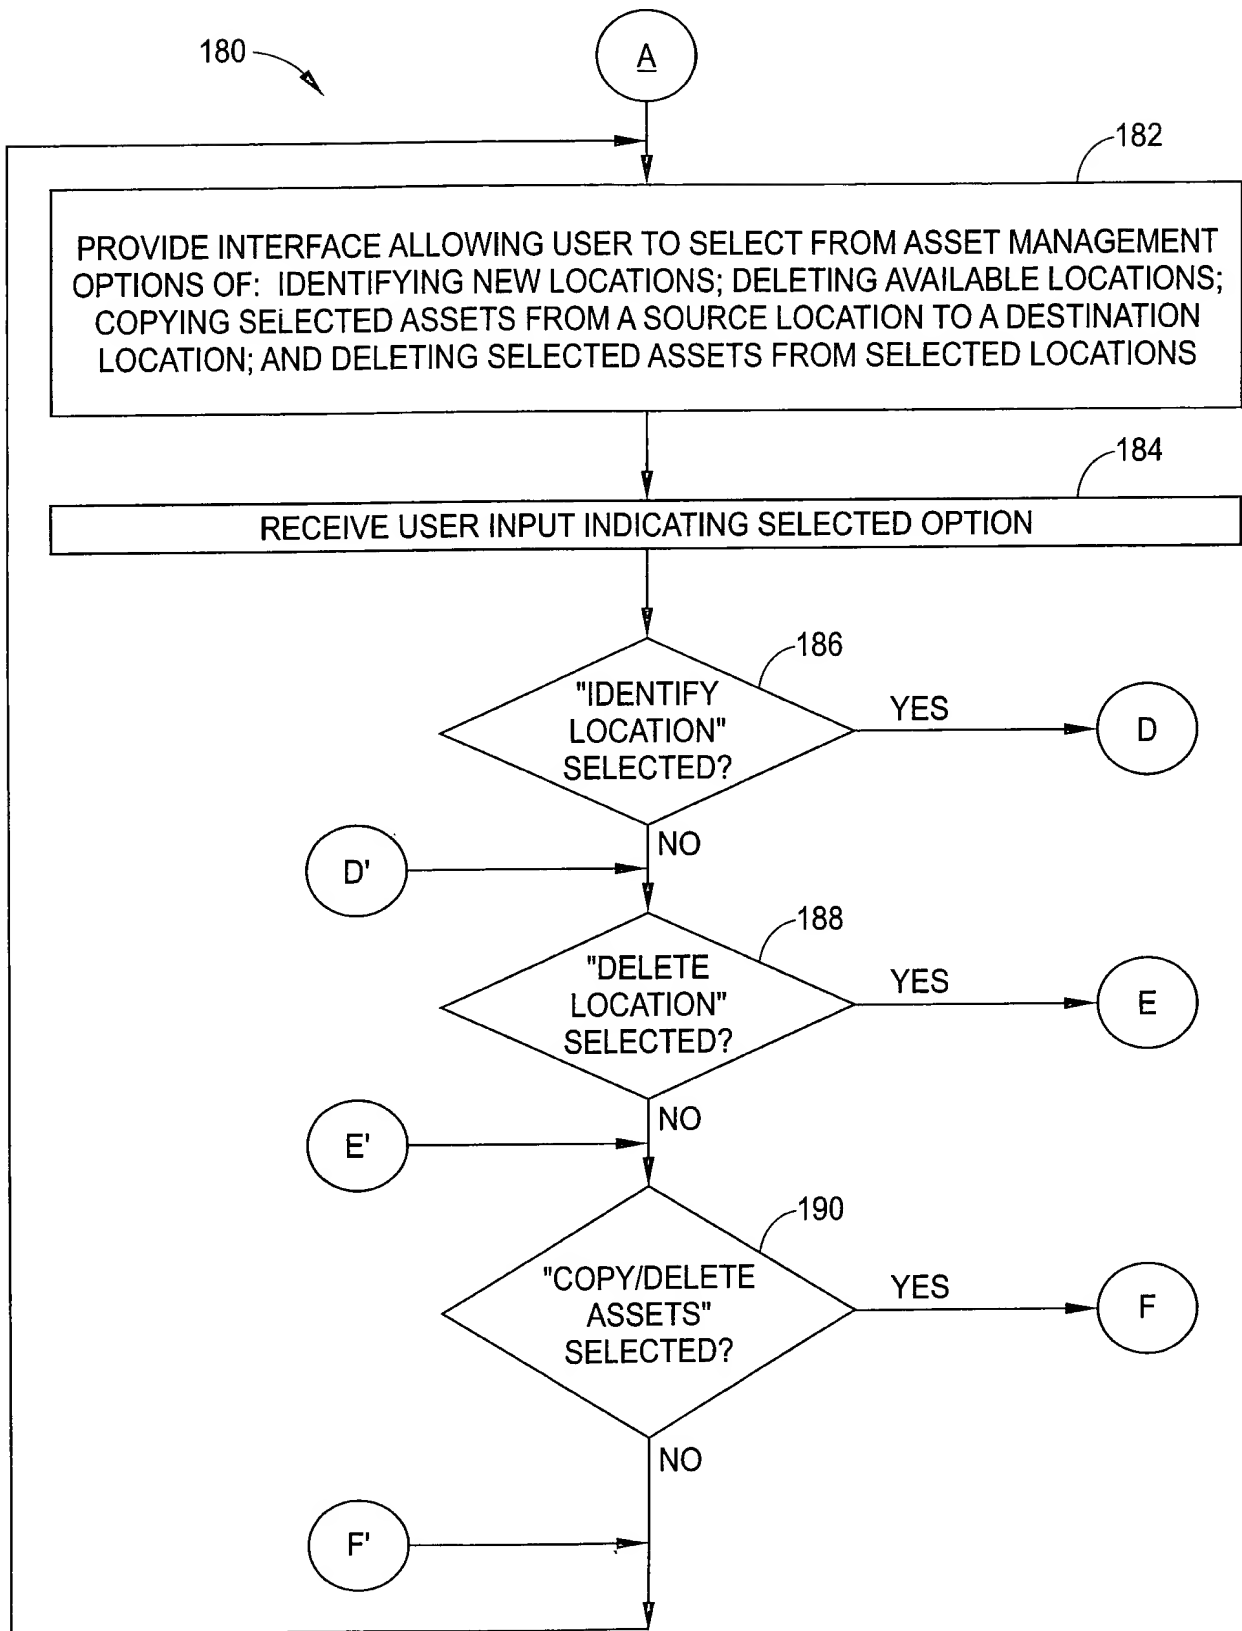 180
A
182
PROVIDE INTERFACE ALLOWING USER TO SELECT FROM ASSET MANAGEMENT
OPTIONS OF: IDENTIFYING NEW LOCATIONS; DELETING AVAILABLE LOCATIONS;
COPYING SELECTED ASSETS FROM A SOURCE LOCATION TO A DESTINATION
LOCATION; AND DELETING SELECTED ASSETS FROM SELECTED LOCATIONS
184
RECEIVE USER INPUT INDICATING SELECTED OPTION
186
"IDENTIFY
LOCATION"
SELECTED?
YES
D
NO
D'
188
"DELETE
LOCATION"
SELECTED?
YES
E
NO
E'
190
"COPY/DELETE
ASSETS"
SELECTED?
YES
F
NO
F'